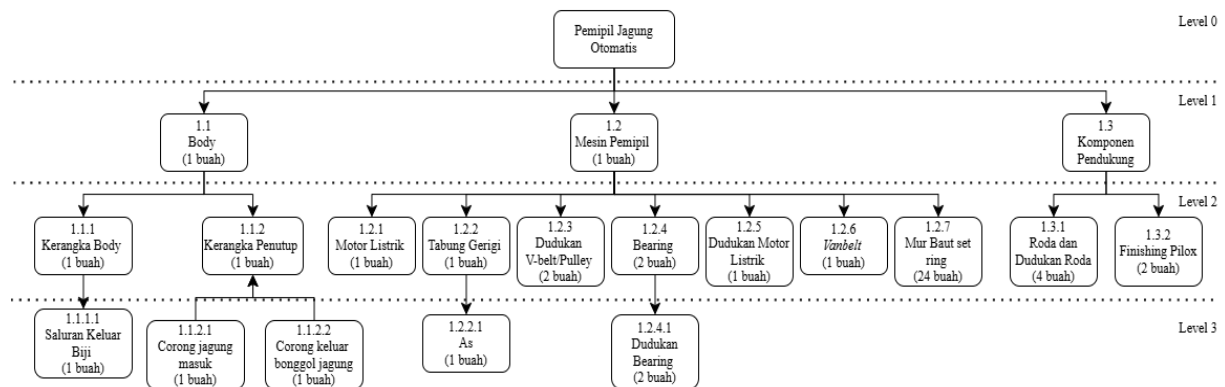 Level 0
Pemipil Jagung
Otomatis
Level 1
1.1
Body
(1 buah)
1.2
Mesin Pemipil
(1 buah)
1.3
Komponen
Pendukung
Level 2
1.1.1
Kerangka Body
(1 buah)
1.1.2
Kerangka Penutup
(1 buah)
1.2.1
Motor Listrik
(1 buah)
1.2.2
Tabung Gerigi
(1 buah)
1.2.3
Dudukan
V-belt/Pulley
(2 buah)
1.2.4
Bearing
(2 buah)
1.2.5
Dudukan Motor
Listrik
(1 buah)
1.2.6
Vanbelt
(1 buah)
1.2.7
Mur Baut set
ring
(24 buah)
1.3.1
Roda dan
Dudukan Roda
(4 buah)
1.3.2
Finishing Pilox
(2 buah)
Level 3
1.1.1.1
Saluran Keluar
Biji
(1 buah)
1.1.2.1
Corong jagung
masuk
(1 buah)
1.1.2.2
Corong keluar
bonggol jagung
(1 buah)
1.2.2.1
As
(1 buah)
1.2.4.1
Dudukan
Bearing
(2 buah)